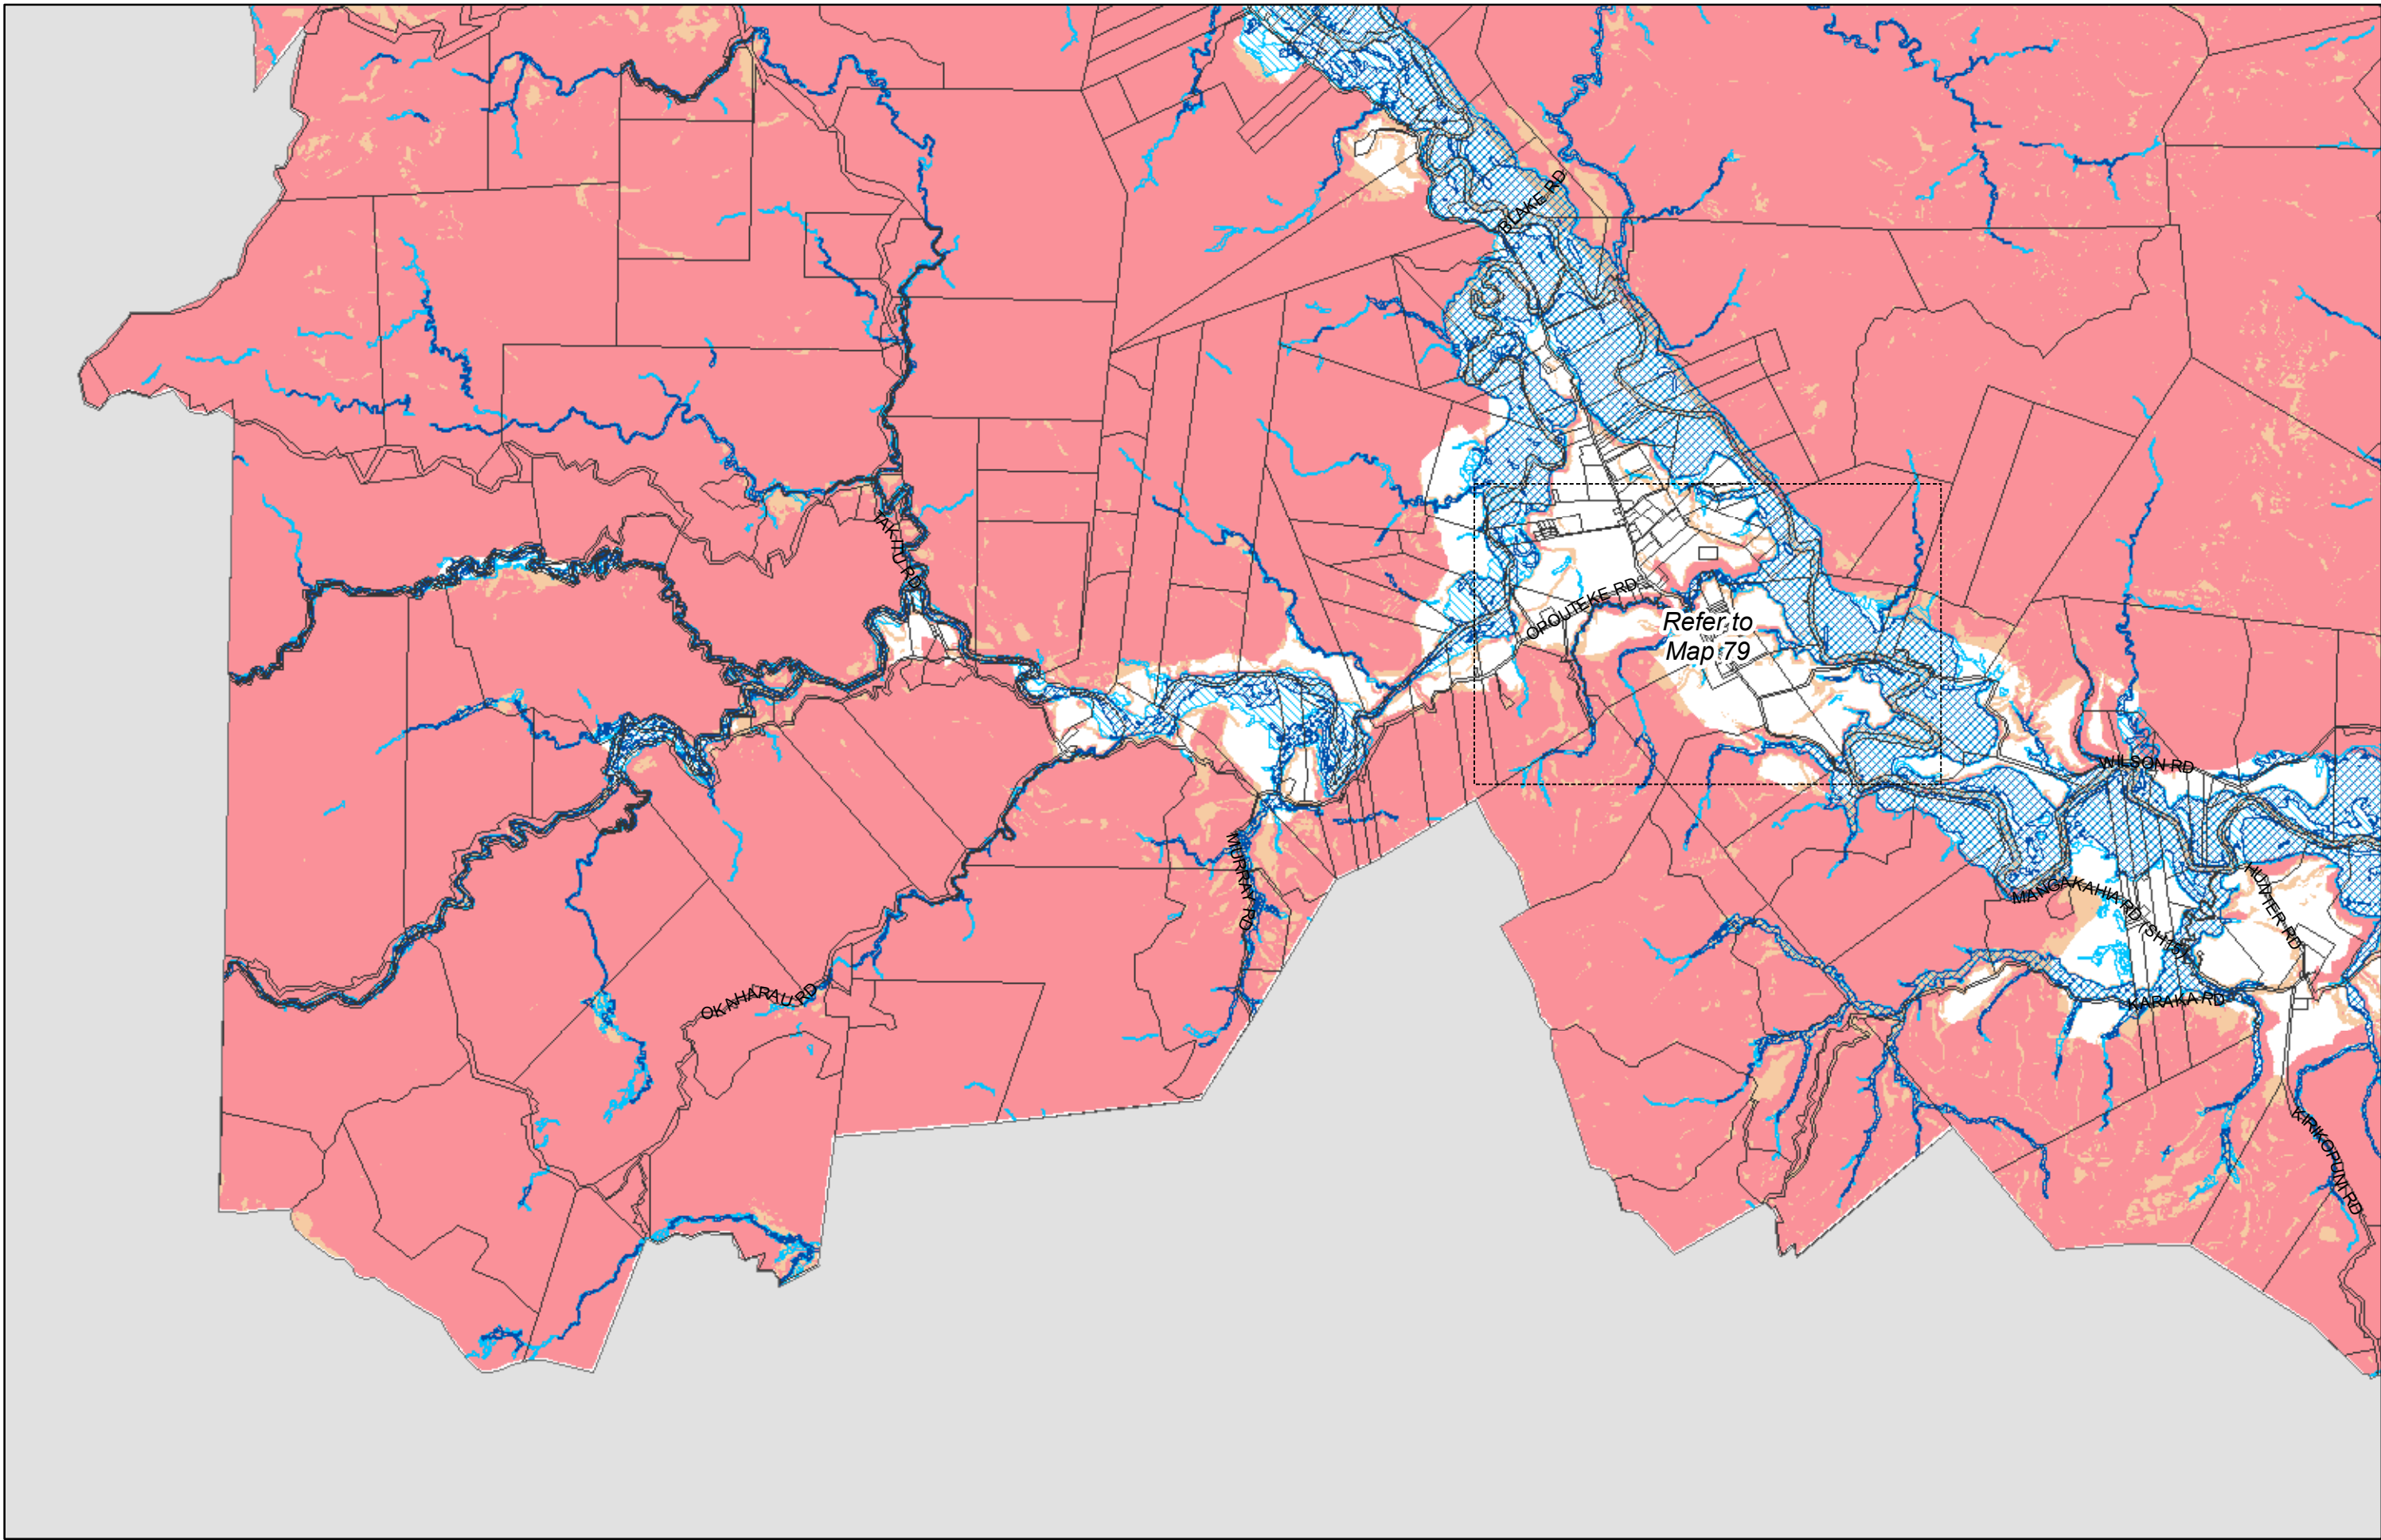 BLAKE RD
TAKITU RD
OPOUTEKE RD
Refer to
Map 79
WILSON RD
MURRAY RD
MANGAKAHIA RD (SH15)
HUNTER RD
OKAHARAU RD
KARAKA RD
KIRIKOPUNI RD